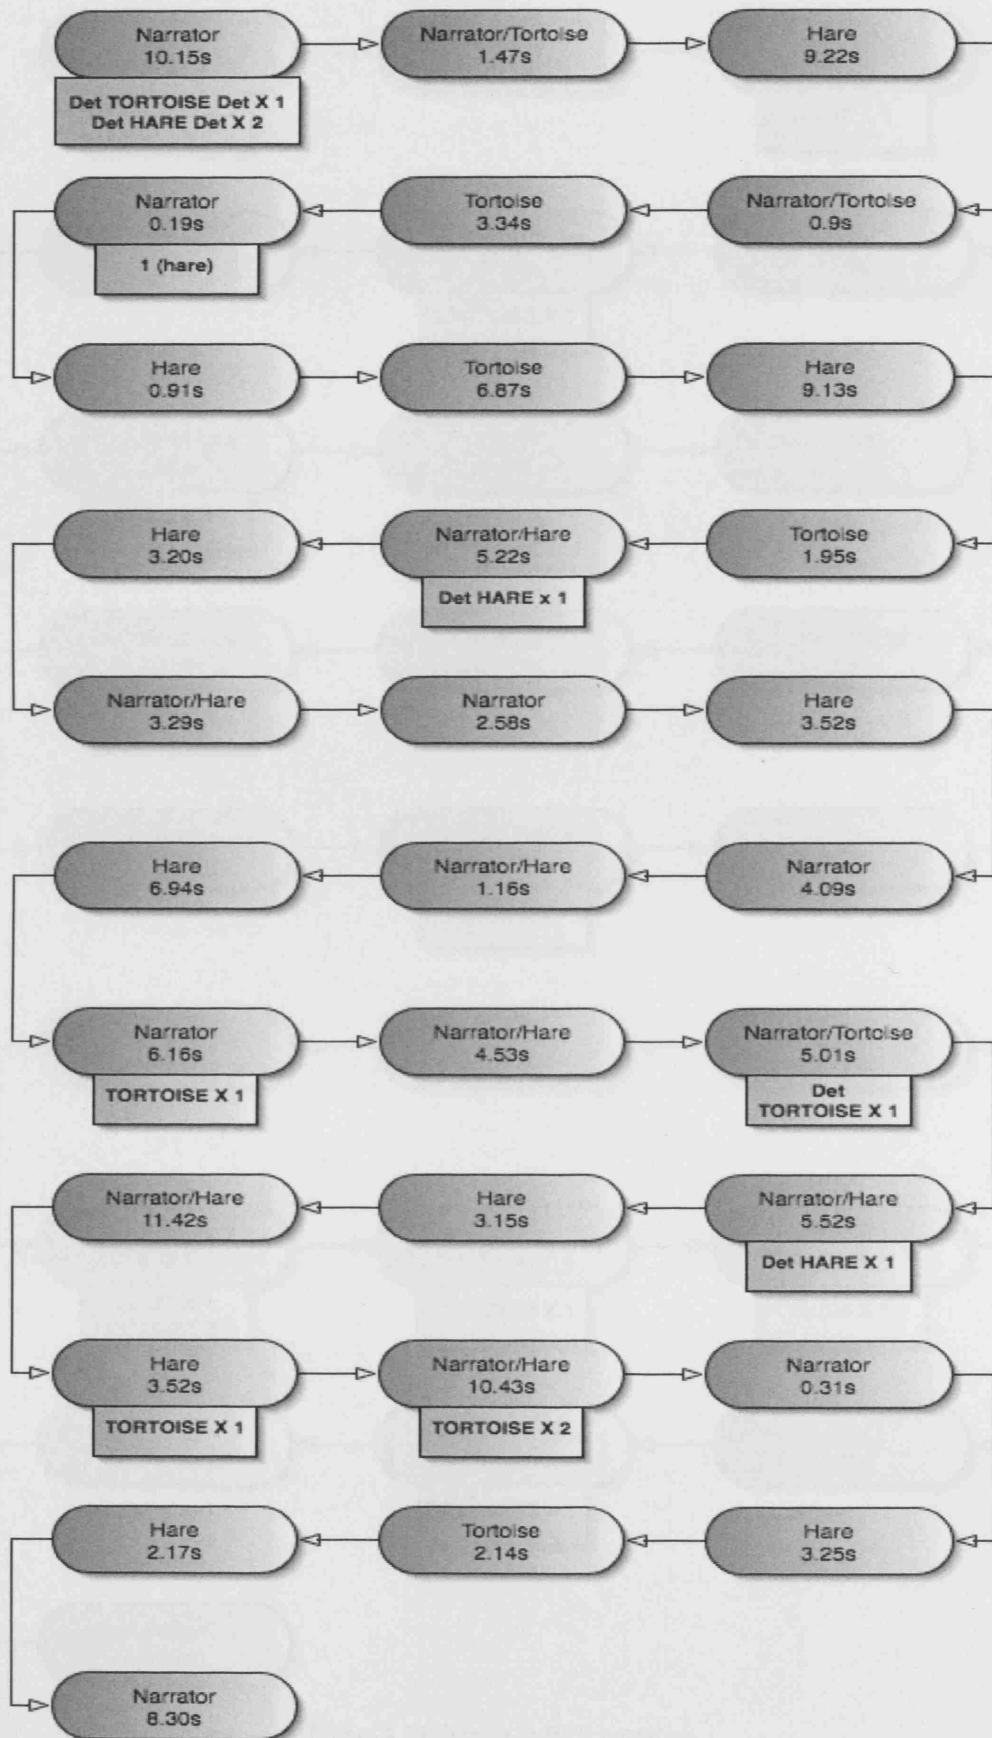 Narrator
10.15s
Det TORTOISE Det X 1
Det HARE Det X 2
Narrator/Tortoise
1.47s
Hare
9.22s
Narrator/Tortoise
0.9s
Tortoise
3.34s
Narrator
0.19s
1 (hare)
Hare
0.91s
Tortoise
6.87s
Hare
9.13s
Tortoise
1.95s
Narrator/Hare
5.22s
Det HARE x 1
Hare
3.20s
Narrator/Hare
3.29s
Narrator
2.58s
Hare
3.52s
Narrator
4.09s
Narrator/Hare
1.16s
Hare
6.94s
Narrator
6.16s
TORTOISE X 1
Narrator/Hare
4.53s
Narrator/Tortoise
5.01s
Det
TORTOISE X 1
Narrator/Hare
5.52s
Det HARE X 1
Hare
3.15s
Narrator/Hare
11.42s
Hare
3.52s
TORTOISE X 1
Narrator/Hare
10.43s
TORTOISE X 2
Narrator
0.31s
Hare
3.25s
Tortoise
2.14s
Hare
2.17s
Narrator
8.30s